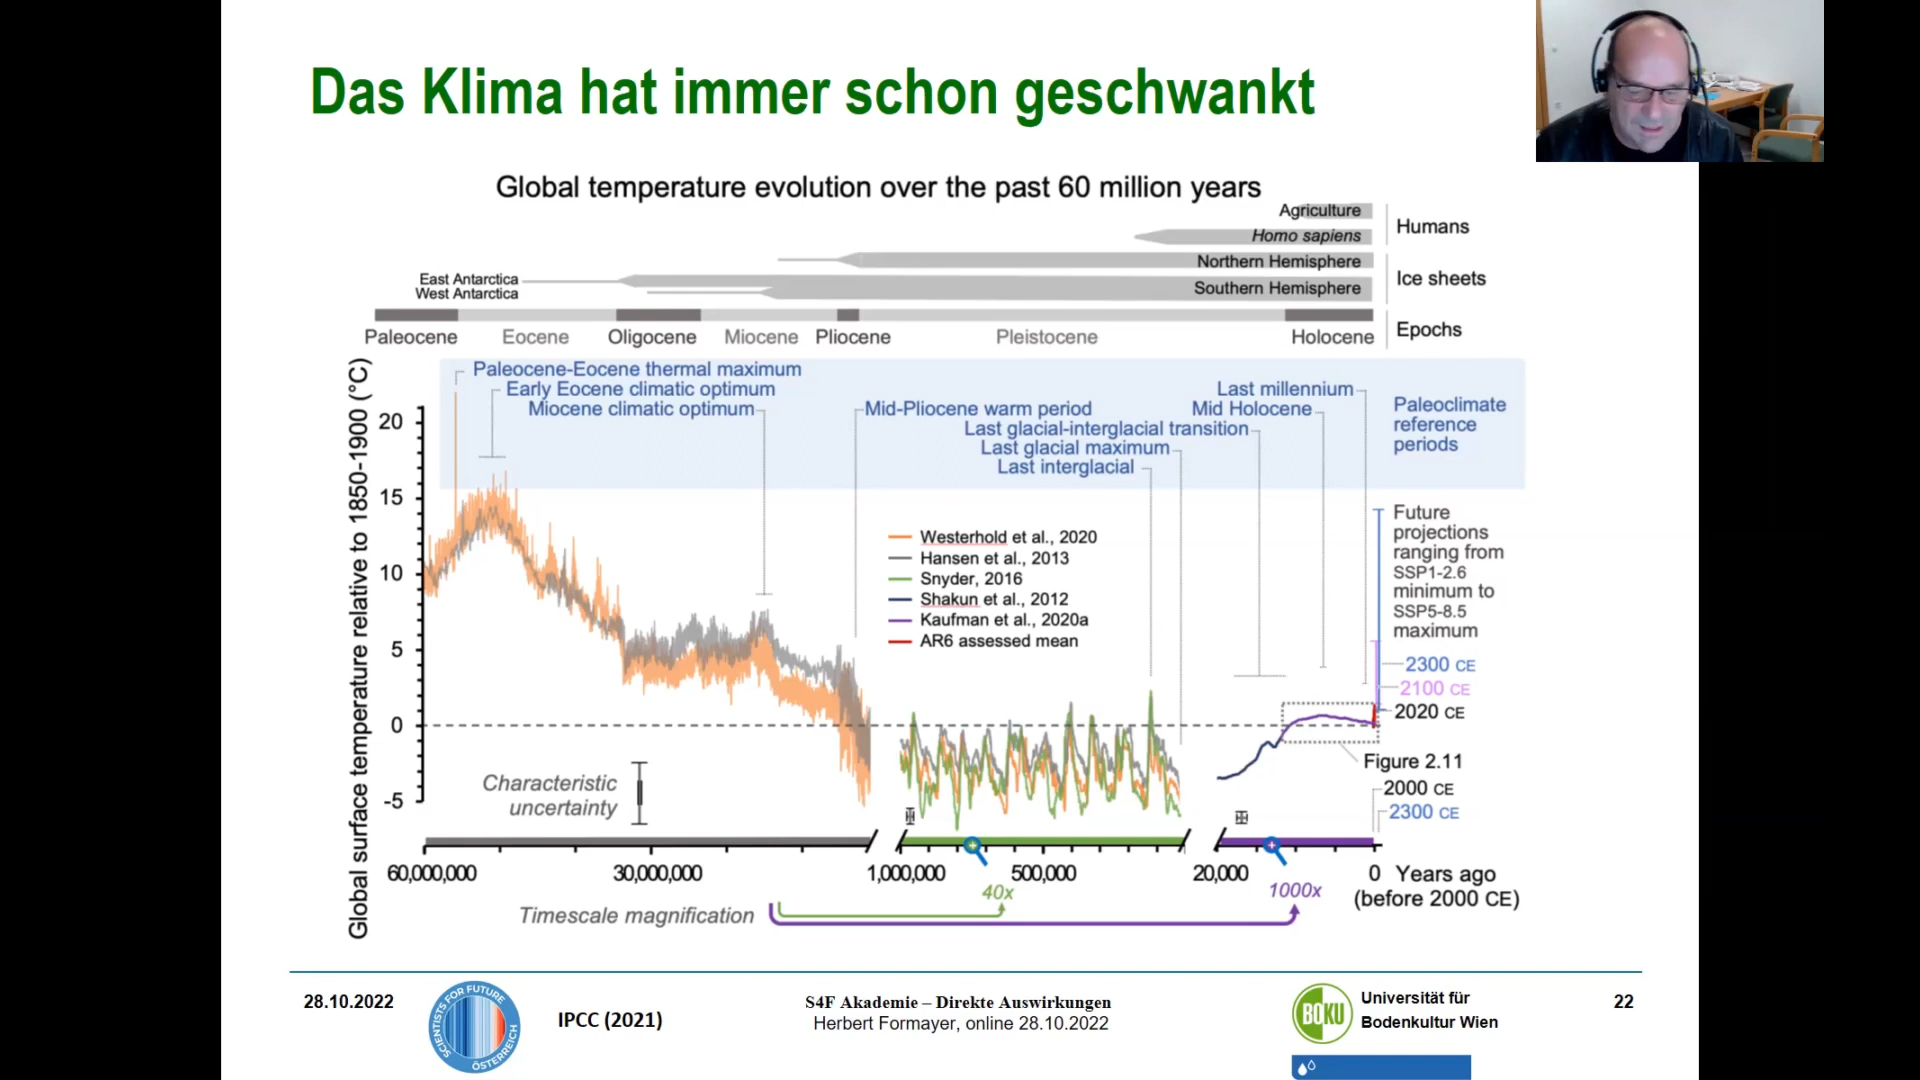 Das Klima hat immer schon geschwankt
Global temperature evolution over the past 60 million years
Agriculture
Homo sapiens
Humans
Northern Hemisphere
East Antarctica
West Antarctica
Southern Hemisphere
Ice sheets
Paleocene
Eocene
Oligocene
Miocene
Pliocene
Pleistocene
Holocene
Epochs
Paleocene-Eocene thermal maximum
Early Eocene climatic optimum
Miocene climatic optimum
Mid-Pliocene warm period
Last millennium
Mid Holocene
Last glacial-interglacial transition
Last glacial maximum
Last interglacial
Paleoclimate
reference
periods
Global surface temperature relative to 1850-1900 (°C)
20
15
10
5
0
-5
0
Westerhold et al., 2020
Hansen et al., 2013
Snyder, 2016
Shakun et al., 2012
Kaufman et al., 2020a
AR6 assessed mean
Future
projections
ranging from
SSP1-2.6
minimum to
SSP5-8.5
maximum
2300 CE
2100 CE
2020 CE
Figure 2.11
2000 CE
2300 CE
Characteristic
uncertainty
60,000,000
30,000,000
1,000,000
500,000
20,000
0
Years ago
(before 2000 CE)
40x
1000x
Timescale magnification
28.10.2022
SCIENTISTS FOR FUTURE
ÖSTERREICH
IPCC (2021)
S4F Akademie – Direkte Auswirkungen
Herbert Formayer, online 28.10.2022
BOKU
Universität für
Bodenkultur Wien
22